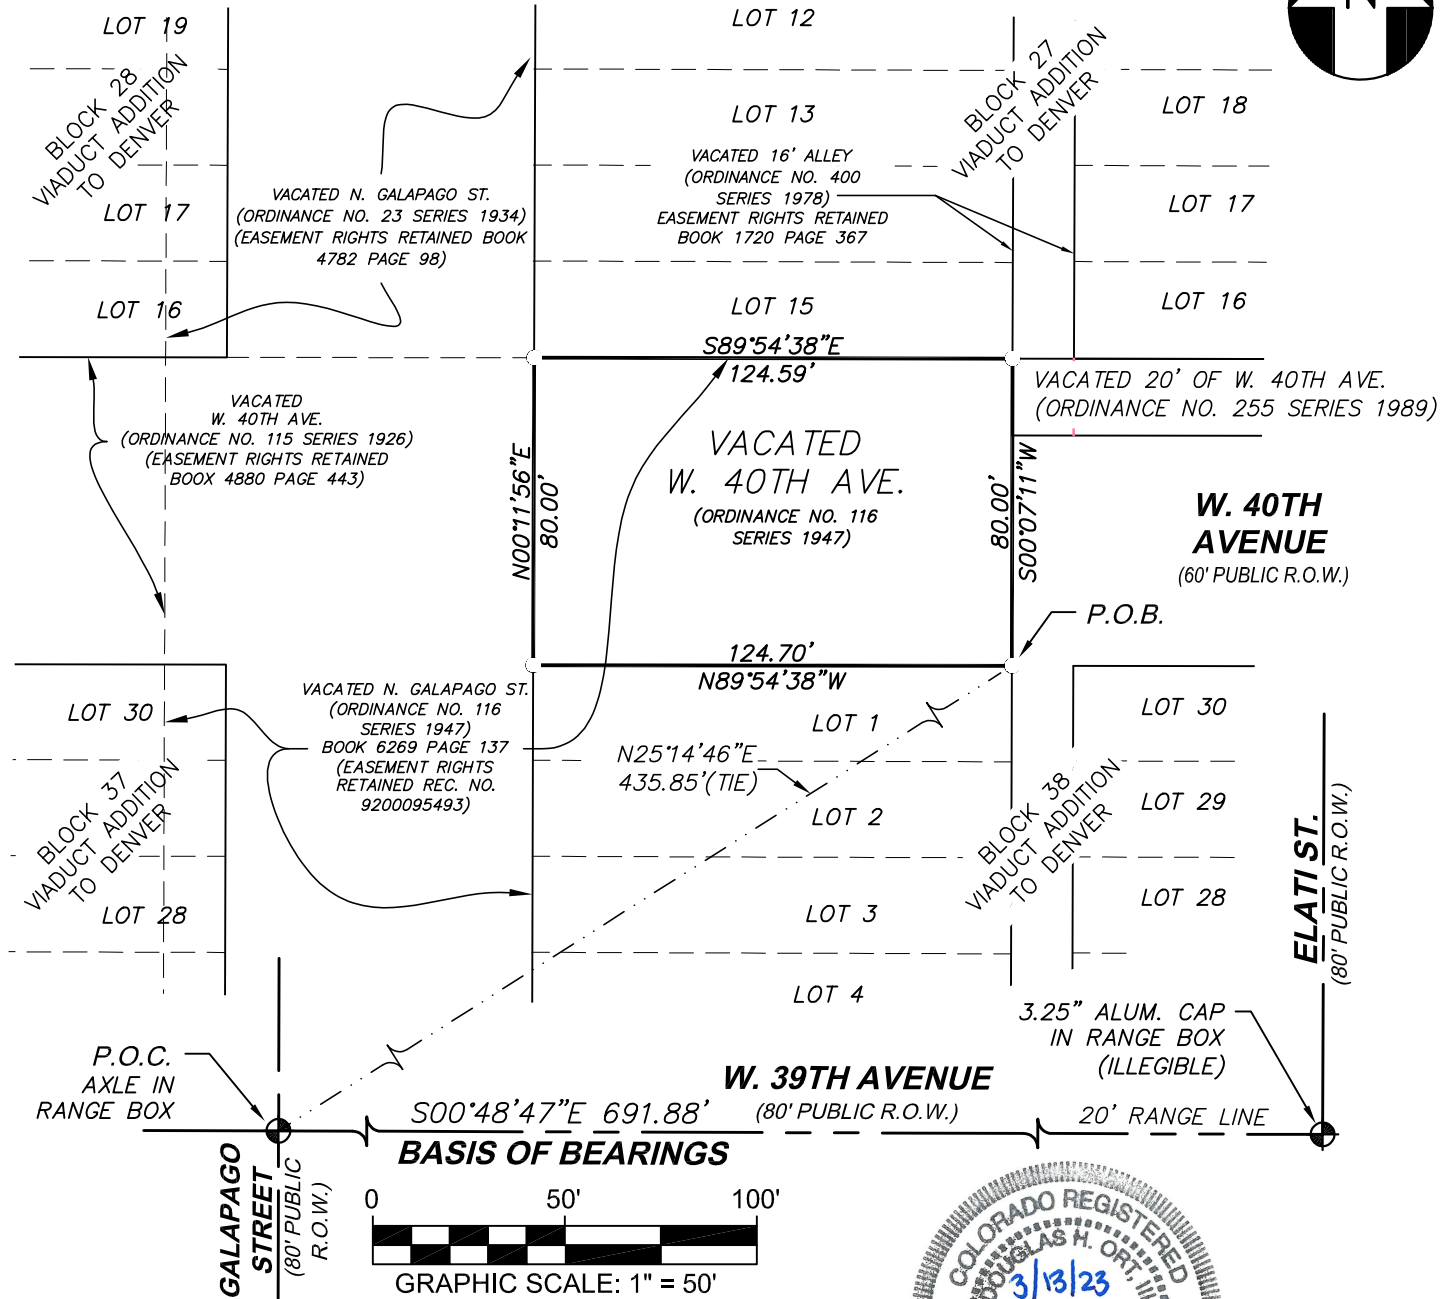 LOT 19
LOT 12
N
BLOCK 28
VIADUCT ADDITION
TO DENVER
BLOCK 27
VIADUCT ADDITION
TO DENVER
LOT 18
LOT 13
VACATED 16' ALLEY
(ORDINANCE NO. 400
SERIES 1978)
EASEMENT RIGHTS RETAINED
BOOK 1720 PAGE 367
VACATED N. GALAPAGO ST.
(ORDINANCE NO. 23 SERIES 1934)
(EASEMENT RIGHTS RETAINED BOOK
4782 PAGE 98)
LOT 17
LOT 17
LOT 16
LOT 15
LOT 16
S89°54'38"E
124.59'
VACATED 20' OF W. 40TH AVE.
(ORDINANCE NO. 255 SERIES 1989)
VACATED
W. 40TH AVE.
(ORDINANCE NO. 115 SERIES 1926)
(EASEMENT RIGHTS RETAINED
BOOX 4880 PAGE 443)
N00°11'56"E
80.00'
VACATED
W. 40TH AVE.
(ORDINANCE NO. 116
SERIES 1947)
80.00'
S00°07'11"W
W. 40TH
AVENUE
(60' PUBLIC R.O.W.)
P.O.B.
124.70'
N89°54'38"W
VACATED N. GALAPAGO ST.
(ORDINANCE NO. 116
SERIES 1947)
BOOK 6269 PAGE 137
(EASEMENT RIGHTS
RETAINED REC. NO.
9200095493)
LOT 30
LOT 1
LOT 30
N25°14'46"E
435.85'(TIE)
BLOCK 37
VIADUCT ADDITION
TO DENVER
LOT 2
BLOCK 38
VIADUCT ADDITION
TO DENVER
LOT 29
LOT 28
LOT 3
LOT 28
ELATI ST.
(80' PUBLIC R.O.W.)
LOT 4
3.25" ALUM. CAP
IN RANGE BOX
(ILLEGIBLE)
P.O.C.
AXLE IN
RANGE BOX
W. 39TH AVENUE
(80' PUBLIC R.O.W.)
S00°48'47"E 691.88'
20' RANGE LINE
BASIS OF BEARINGS
GALAPAGO
STREET
(80' PUBLIC
R.O.W.)
0 50' 100'
GRAPHIC SCALE: 1" = 50'
COLORADO REGISTERED
DOUGLAS H. ORT, III
3/13/23